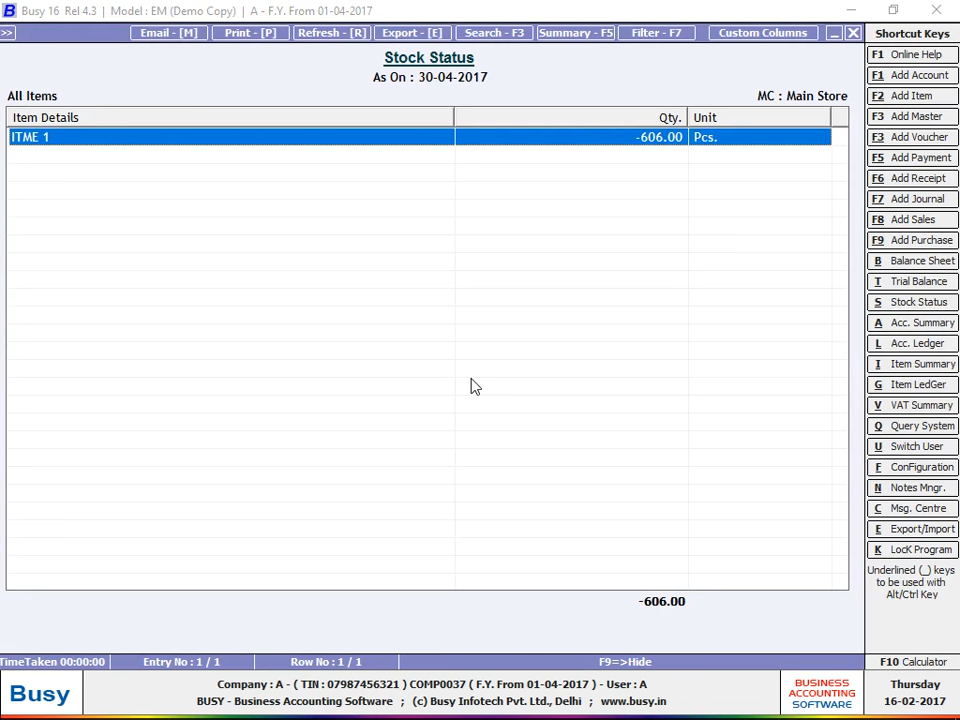 Busy 16 Rel 4.3 | Model : EM (Demo Copy) | A - F.Y. From 01-04-2017
>> Email - [M] Print - [P] Refresh - [R] Export - [E] Search - F3 Summary - F5 Filter - F7 Custom Columns
Stock Status
As On : 30-04-2017
All Items MC : Main Store
Item Details Qty. Unit
ITME 1 -606.00 Pcs.
-606.00
Shortcut Keys
F1 Online Help
F1 Add Account
F2 Add Item
F3 Add Master
F3 Add Voucher
F5 Add Payment
F6 Add Receipt
F7 Add Journal
F8 Add Sales
F9 Add Purchase
B Balance Sheet
T Trial Balance
S Stock Status
A Acc. Summary
L Acc. Ledger
I Item Summary
G Item LedGer
V VAT Summary
Q Query System
U Switch User
F ConFiguration
N Notes Mngr.
C Msg. Centre
E Export/Import
K LocK Program
Underlined (_) keys
to be used with
Alt/Ctrl Key
TimeTaken 00:00:00 Entry No : 1 / 1 Row No : 1 / 1 F9=>Hide F10 Calculator
Busy
Company : A - ( TIN : 07987456321 ) COMP0037 ( F.Y. From 01-04-2017 ) - User : A
BUSY - Business Accounting Software ; (c) Busy Infotech Pvt. Ltd., Delhi ; www.busy.in
BUSINESS
ACCOUNTING
SOFTWARE
Thursday
16-02-2017